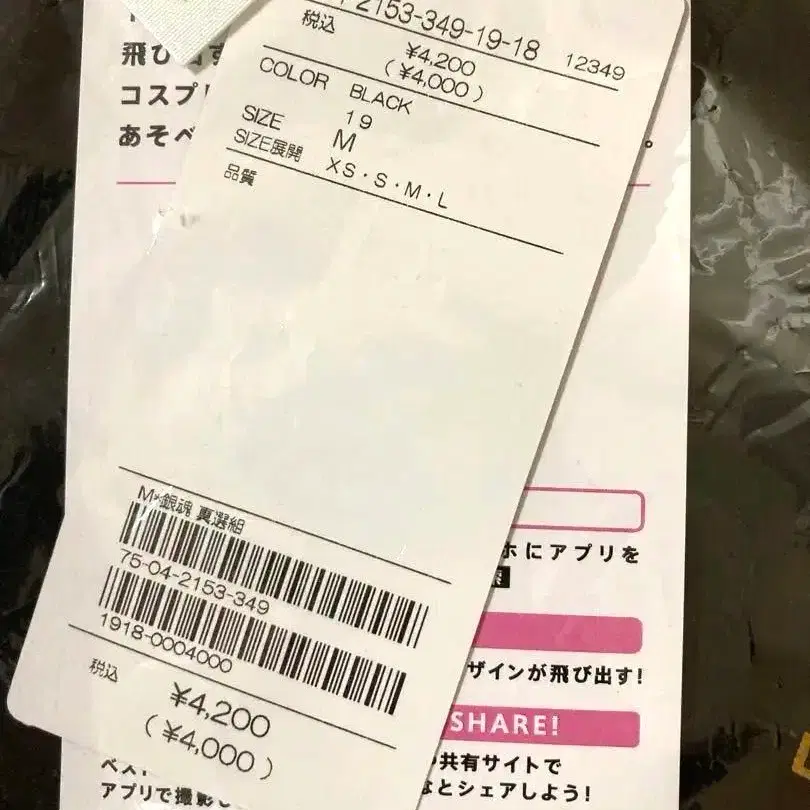 2153-349-19-18 12349
税込 ¥4,200
(¥4,000)
COLOR BLACK
19
SIZE M
SIZE展開 XS・S・M・L
品質
M*銀魂 真選組
75-04-2153-349
1918-0004000
税込
¥4,200
(¥4,000)
飛び出す
コスプ
あそべ
。
ホにアプリを
ザインが飛び出す!
SHARE!
共有サイトで
アプリで撮影し
なとシェアしよう!